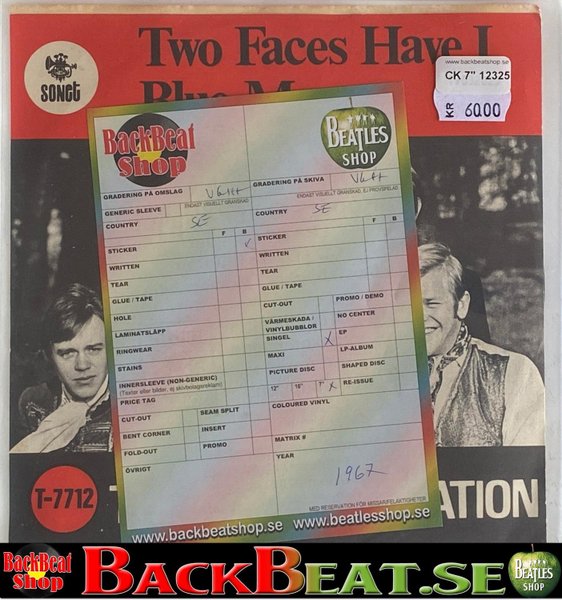 Two Faces Have I
Blue M
SONET
www.backbeatshop.se
CK 7" 12325
KR 60.00
BackBeat
Shop
BEATLES
SHOP
GRADERING PÅ OMSLAG VG++
GENERIC SLEEVE ENDAST VISUELLT GRANSKAD
COUNTRY SE
F B
STICKER
WRITTEN
TEAR
GLUE / TAPE
HOLE
LAMINATSLÄPP
RINGWEAR
STAINS
INNERSLEEVE (NON-GENERIC)
(Texter eller bilder, ej skivbolagsreklam)
PRICE TAG
CUT-OUT SEAM SPLIT
BENT CORNER INSERT
FOLD-OUT PROMO
ÖVRIGT
GRADERING PÅ SKIVA VG++
ENDAST VISUELLT GRANSKAD, EJ PROVSPELAD
COUNTRY SE
F B
STICKER
WRITTEN
TEAR
GLUE / TAPE
CUT-OUT PROMO / DEMO
VÄRMESKADA / VINYLBUBBLOR NO CENTER
SINGEL X EP
MAXI LP-ALBUM
PICTURE DISC SHAPED DISC
12" 10" 7" X RE-ISSUE
COLOURED VINYL
MATRIX #
YEAR
1967
MED RESERVATION FÖR MISSAR/FELAKTIGHETER
www.backbeatshop.se www.beatlesshop.se
T-7712 T ATION
BackBeat
Shop
BACKBEAT.SE
BEATLES
SHOP